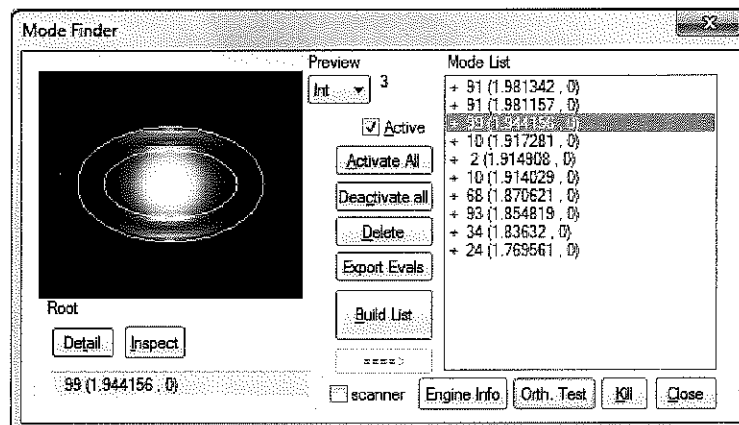 Mode Finder
Preview
Int
3
Active
Activate All
Deactivate all
Delete
Export Evals
Build List
====>
Mode List
+ 91 (1.981342 , 0)
+ 91 (1.981157 , 0)
+ 99 (1.944156 , 0)
+ 10 (1.917281 , 0)
+ 2 (1.914908 , 0)
+ 10 (1.914029 , 0)
+ 68 (1.870621 , 0)
+ 93 (1.854819 , 0)
+ 34 (1.83632 , 0)
+ 24 (1.769561 , 0)
Root
Detail Inspect
99 (1.944156 , 0)
scanner Engine Info Orth. Test Kill Close